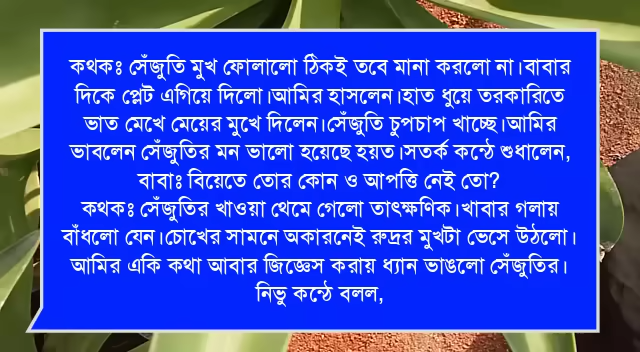 কথকঃ সেঁজুতি মুখ ফোলালো ঠিকই তবে মানা করলো না।বাবার
দিকে প্লেট এগিয়ে দিলো।আমির হাসলেন।হাত ধুয়ে তরকারিতে
ভাত মেখে মেয়ের মুখে দিলেন।সেঁজুতি চুপচাপ খাচ্ছে।আমির
ভাবলেন সেঁজুতির মন ভালো হয়েছে হয়ত।সতর্ক কন্ঠে শুধালেন,
বাবাঃ বিয়েতে তোর কোন ও আপত্তি নেই তো?
কথকঃ সেঁজুতির খাওয়া থেমে গেলো তাৎক্ষণিক।খাবার গলায়
বাঁধলো যেন।চোখের সামনে অকারনেই রুদ্রর মুখটা ভেসে উঠলো।
আমির একি কথা আবার জিজ্ঞেস করায় ধ্যান ভাঙলো সেঁজুতির।
নিভু কন্ঠে বলল,